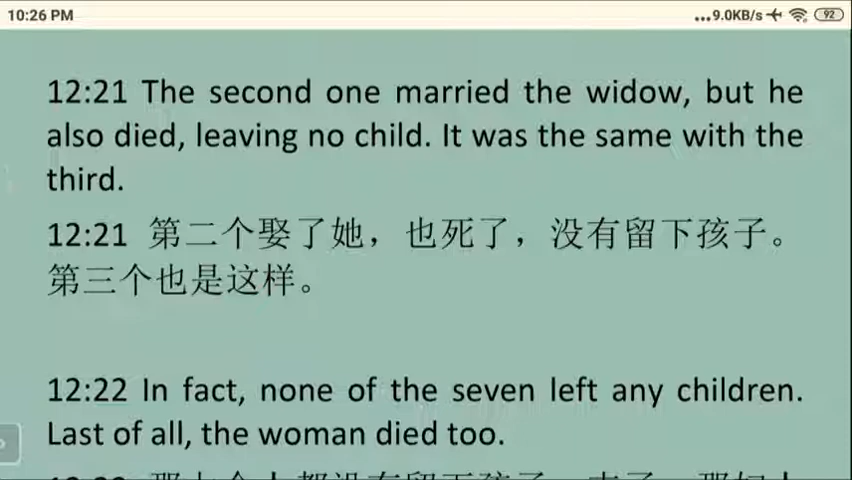 10:26 PM
...9.0KB/s
92
12:21 The second one married the widow, but he
also died, leaving no child. It was the same with the
third.
12:21 第二个娶了她，也死了，没有留下孩子。
第三个也是这样。
12:22 In fact, none of the seven left any children.
Last of all, the woman died too.